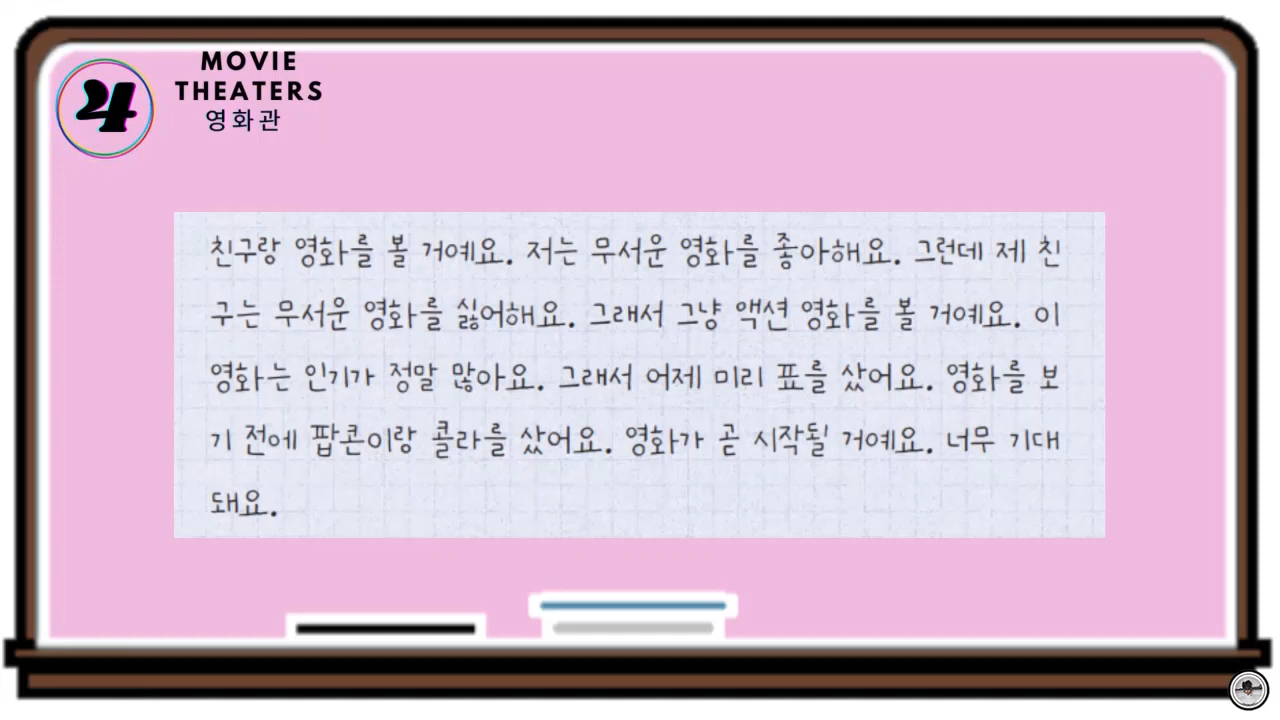 4
MOVIE
THEATERS
영화관
친구랑 영화를 볼 거예요. 저는 무서운 영화를 좋아해요. 그런데 제 친
구는 무서운 영화를 싫어해요. 그래서 그냥 액션 영화를 볼 거예요. 이
영화는 인기가 정말 많아요. 그래서 어제 미리 표를 샀어요. 영화를 보
기 전에 팝콘이랑 콜라를 샀어요. 영화가 곧 시작될 거예요. 너무 기대
돼요.